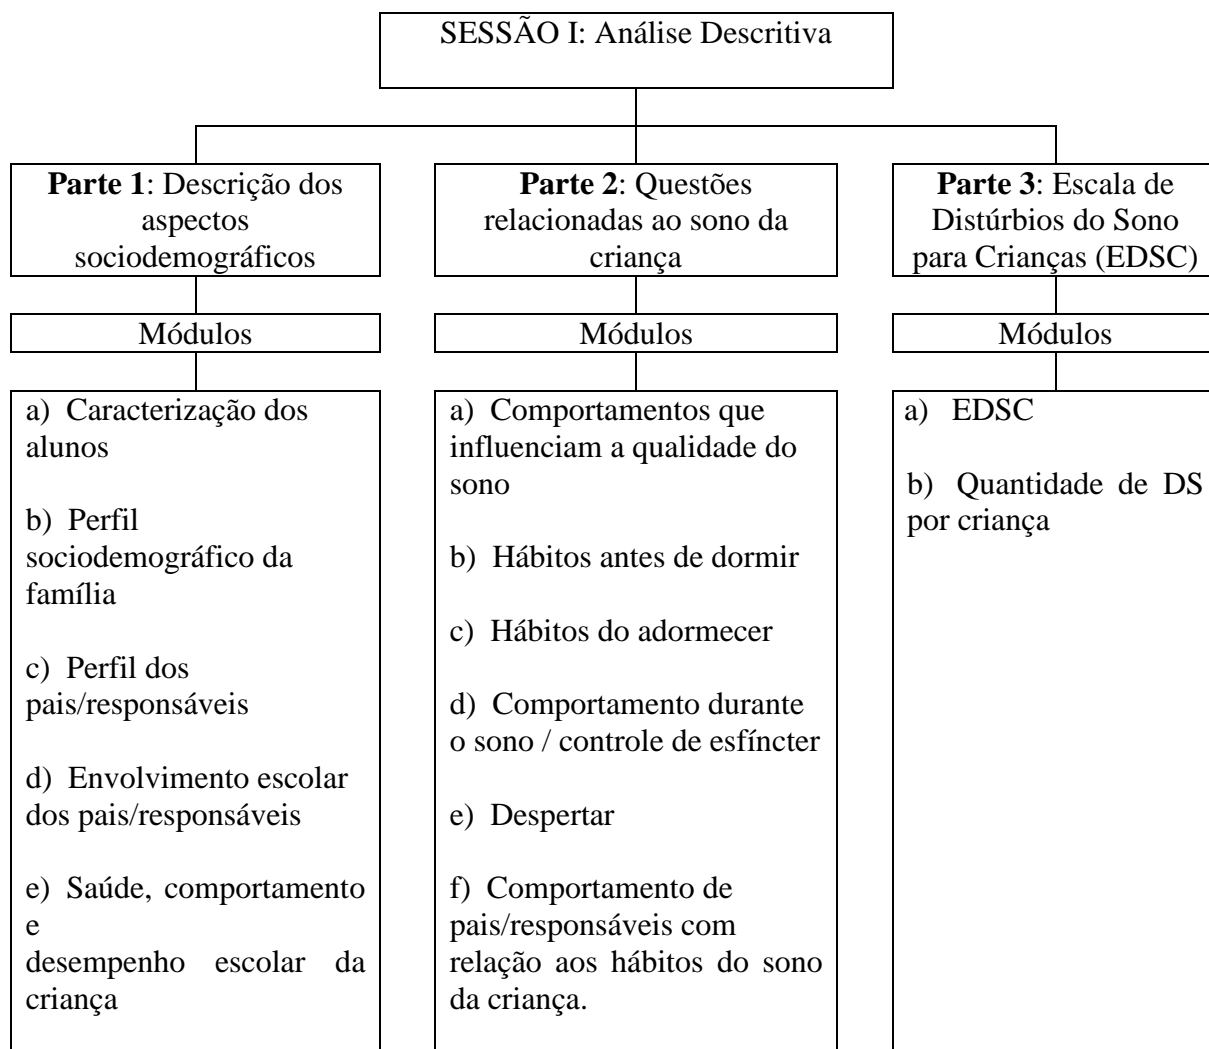 SESSÃO I: Análise Descritiva
Parte 1: Descrição dos
aspectos
sociodemográficos
Parte 2: Questões
relacionadas ao sono da
criança
Parte 3: Escala de
Distúrbios do Sono
para Crianças (EDSC)
Módulos
Módulos
Módulos
a) Caracterização dos
alunos
b) Perfil
sociodemográfico da
família
c) Perfil dos
pais/responsáveis
d) Envolvimento escolar
dos pais/responsáveis
e) Saúde, comportamento
e
desempenho escolar da
criança
a) Comportamentos que
influenciam a qualidade do
sono
b) Hábitos antes de dormir
c) Hábitos do adormecer
d) Comportamento durante
o sono / controle de esfíncter
e) Despertar
f) Comportamento de
pais/responsáveis com
relação aos hábitos do sono
da criança.
a) EDSC
b) Quantidade de DS
por criança